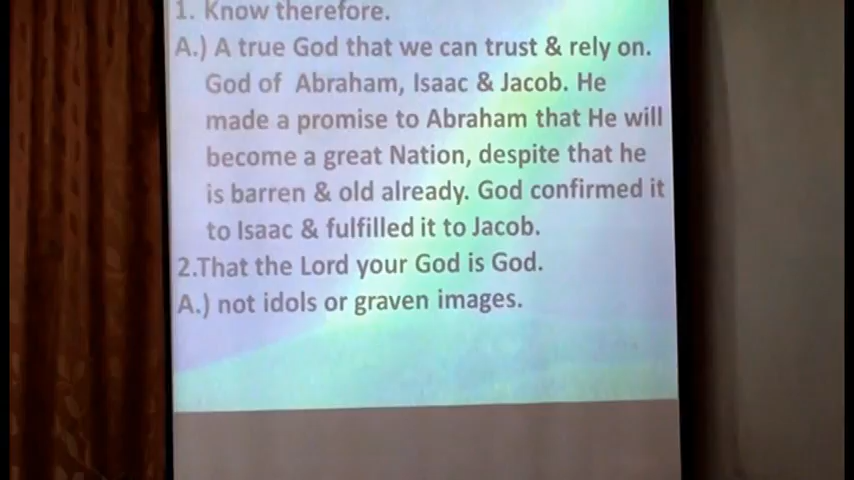 1. Know therefore.
A.) A true God that we can trust & rely on.
God of Abraham, Isaac & Jacob. He
made a promise to Abraham that He will
become a great Nation, despite that he
is barren & old already. God confirmed it
to Isaac & fulfilled it to Jacob.
2.That the Lord your God is God.
A.) not idols or graven images.